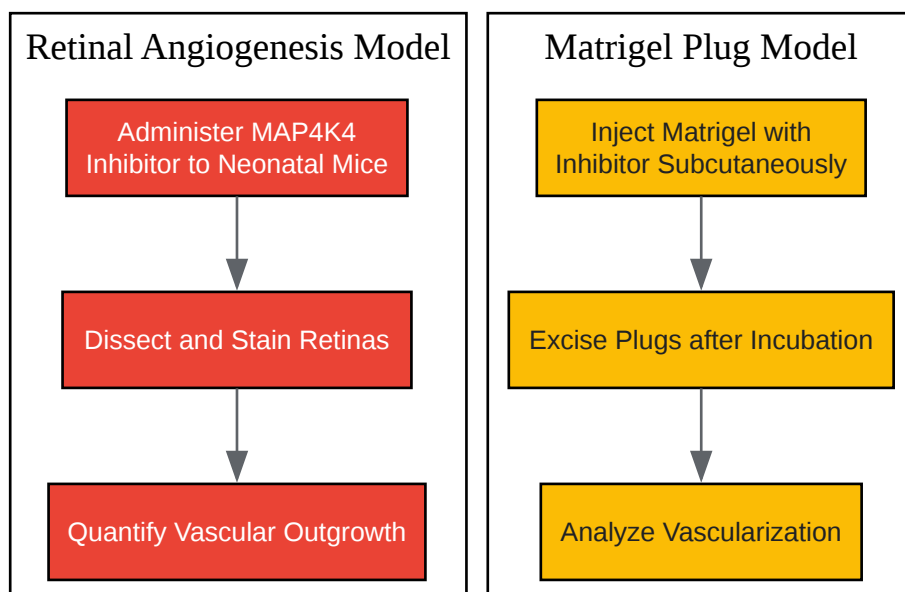 Retinal Angiogenesis Model
Administer MAP4K4
Inhibitor to Neonatal Mice
Dissect and Stain Retinas
Quantify Vascular Outgrowth
Matrigel Plug Model
Inject Matrigel with
Inhibitor Subcutaneously
Excise Plugs after Incubation
Analyze Vascularization